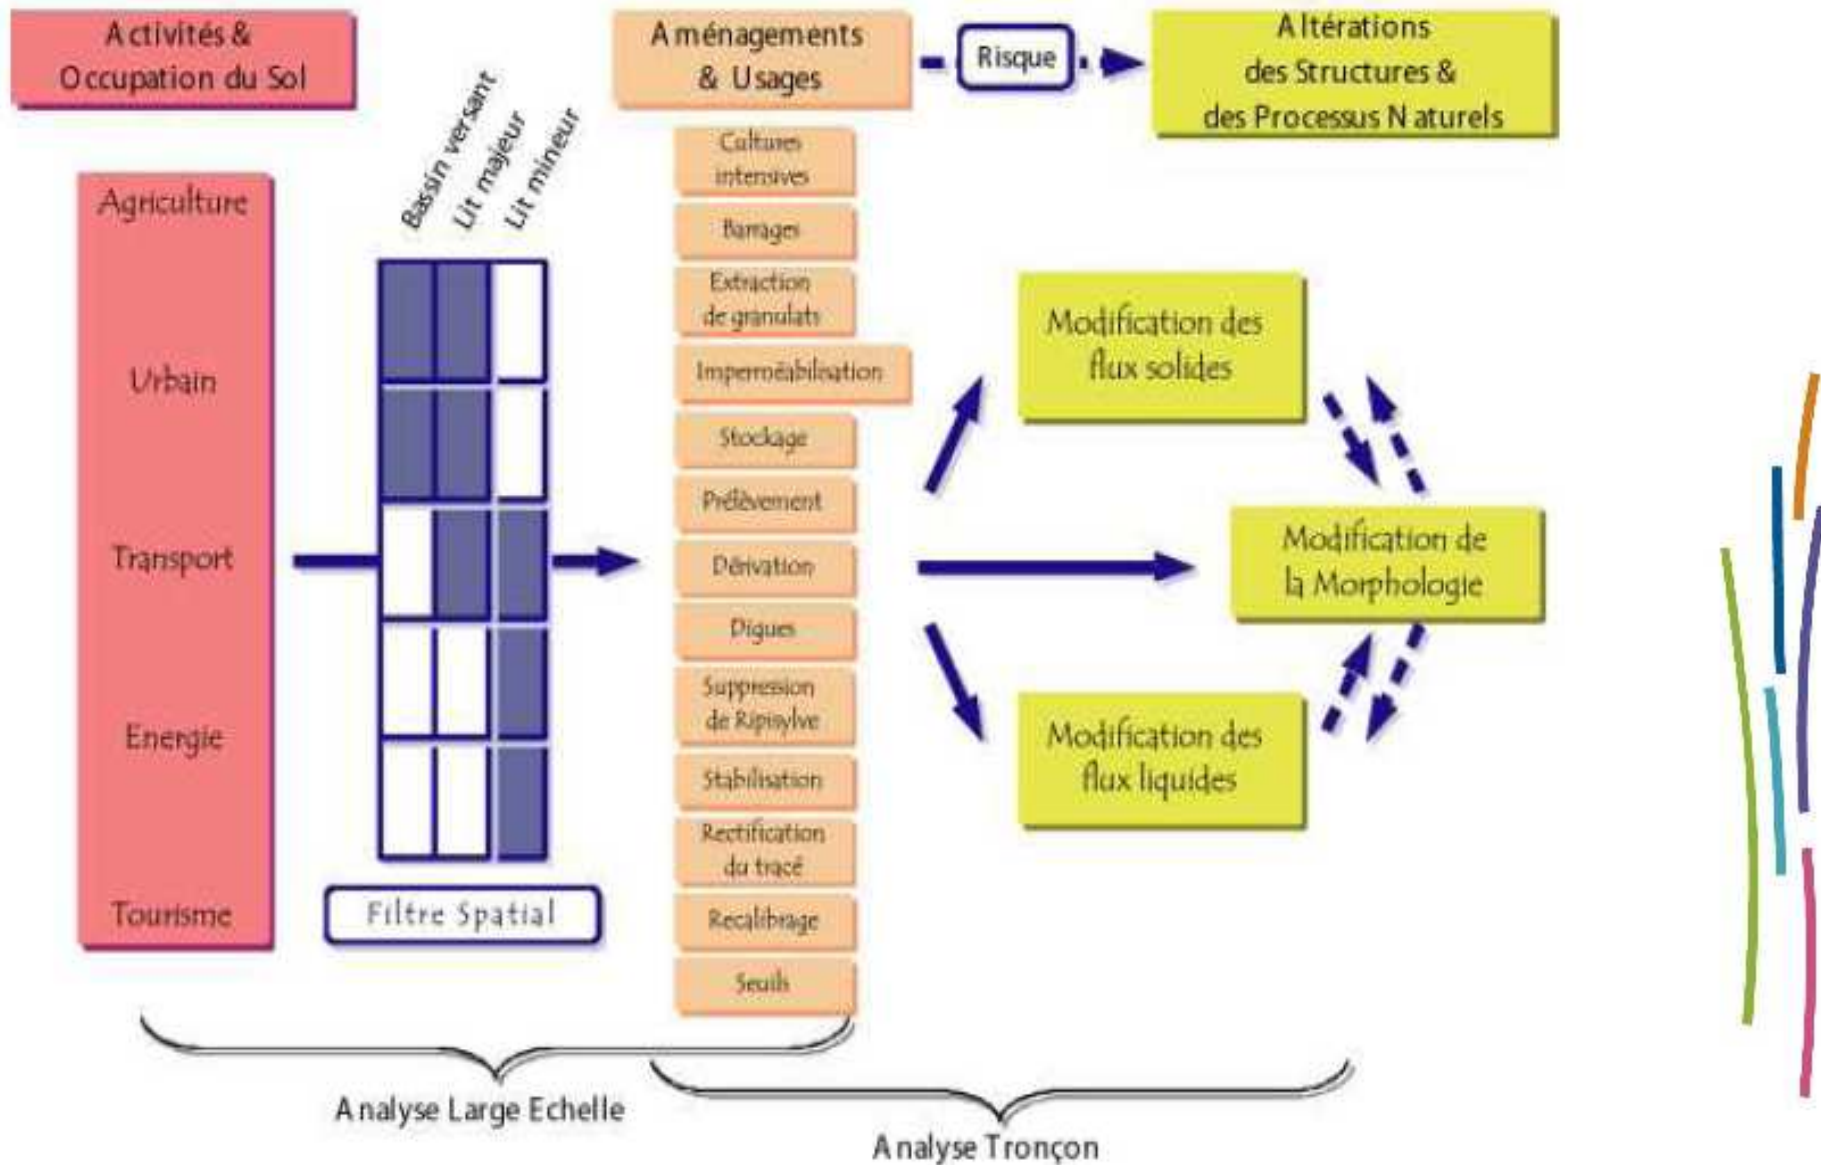 Activités &
Occupation du Sol
Aménagements
& Usages
Risque
Altérations
des Structures &
des Processus Naturels
Agriculture
Urbain
Transport
Energie
Tourisme
Bassin versant
Lit majeur
Lit mineur
Filtre Spatial
Cultures
intensives
Barrages
Extraction
de granulats
Imperméabilisation
Stockage
Prélèvement
Dérivation
Digues
Suppression
de Ripisylve
Stabilisation
Rectification
du tracé
Recalibrage
Seuils
Modification des
flux solides
Modification de
la Morphologie
Modification des
flux liquides
Analyse Large Echelle
Analyse Tronçon